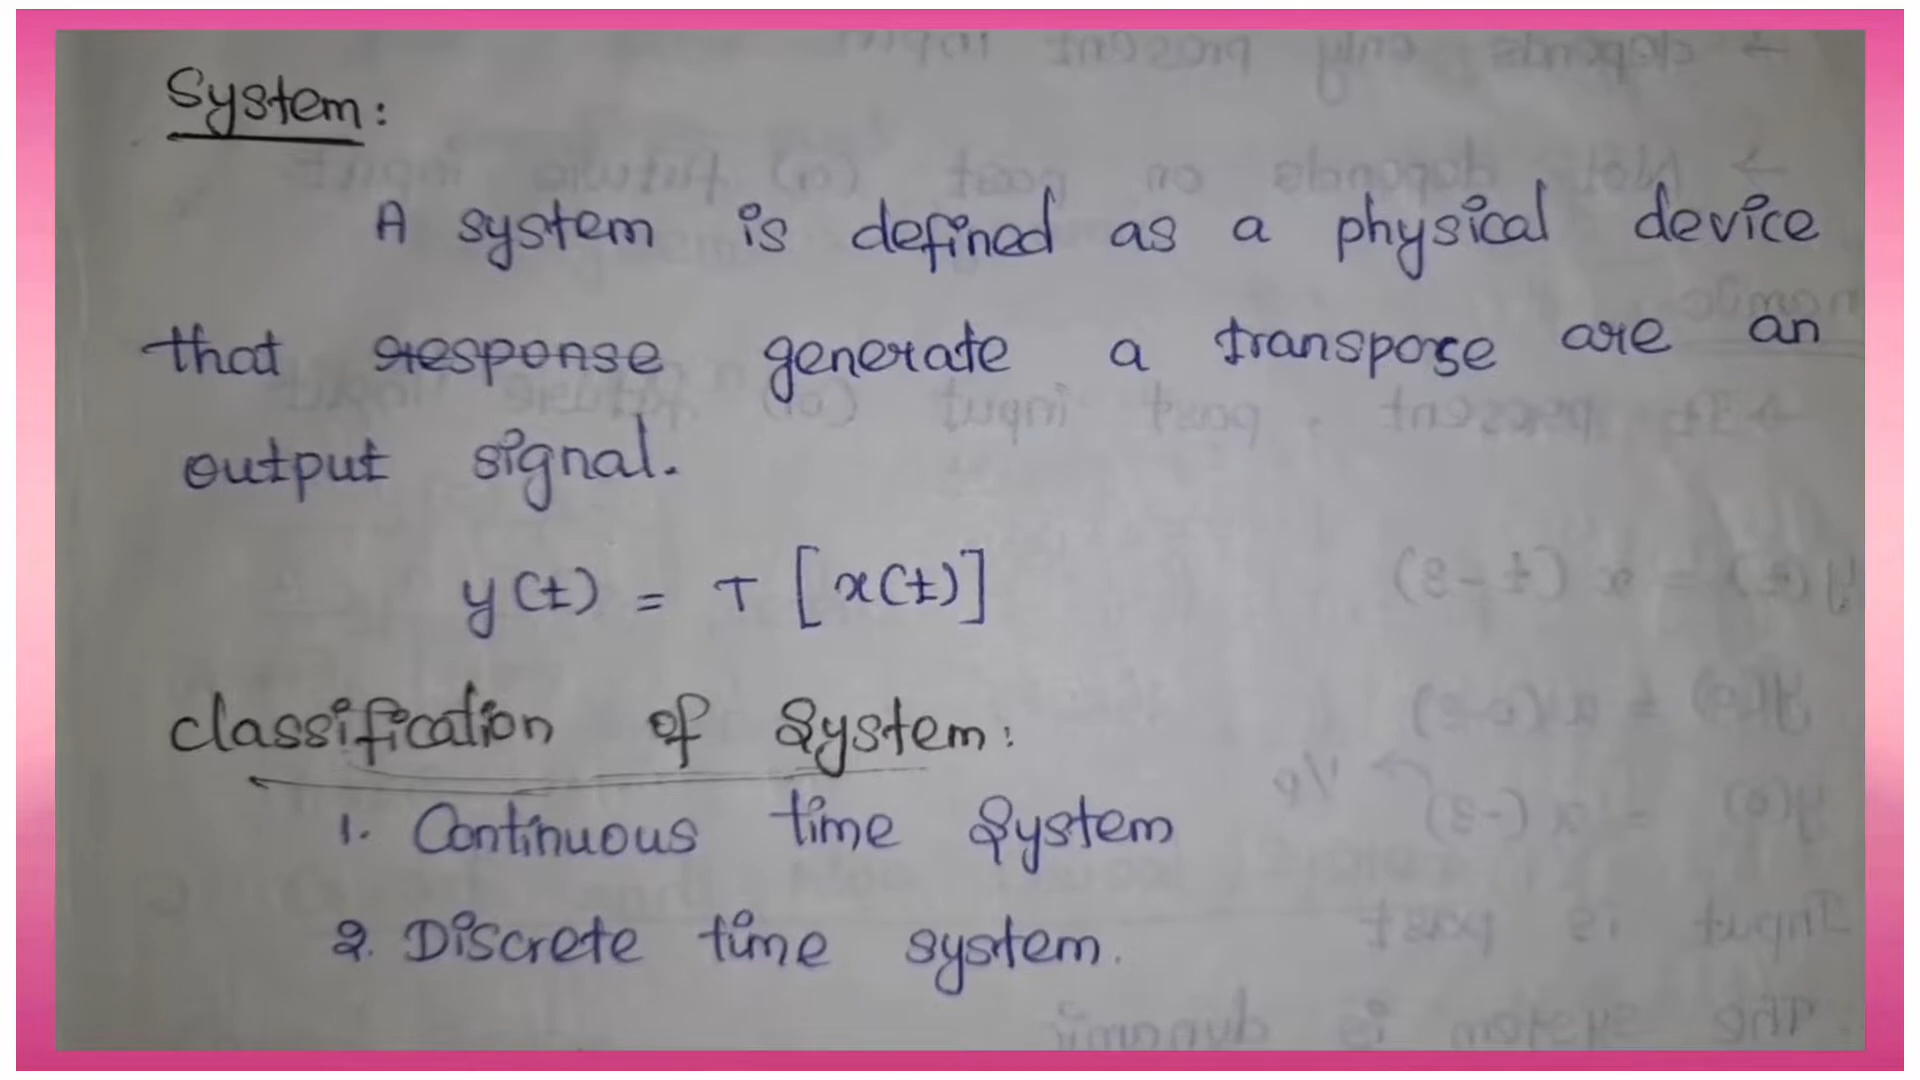 System:
A system is defined as a physical device
that response generate a transpose are an
output signal.
y(t) = T [x(t)]
classification of System:
1. Continuous time System
2. Discrete time system.